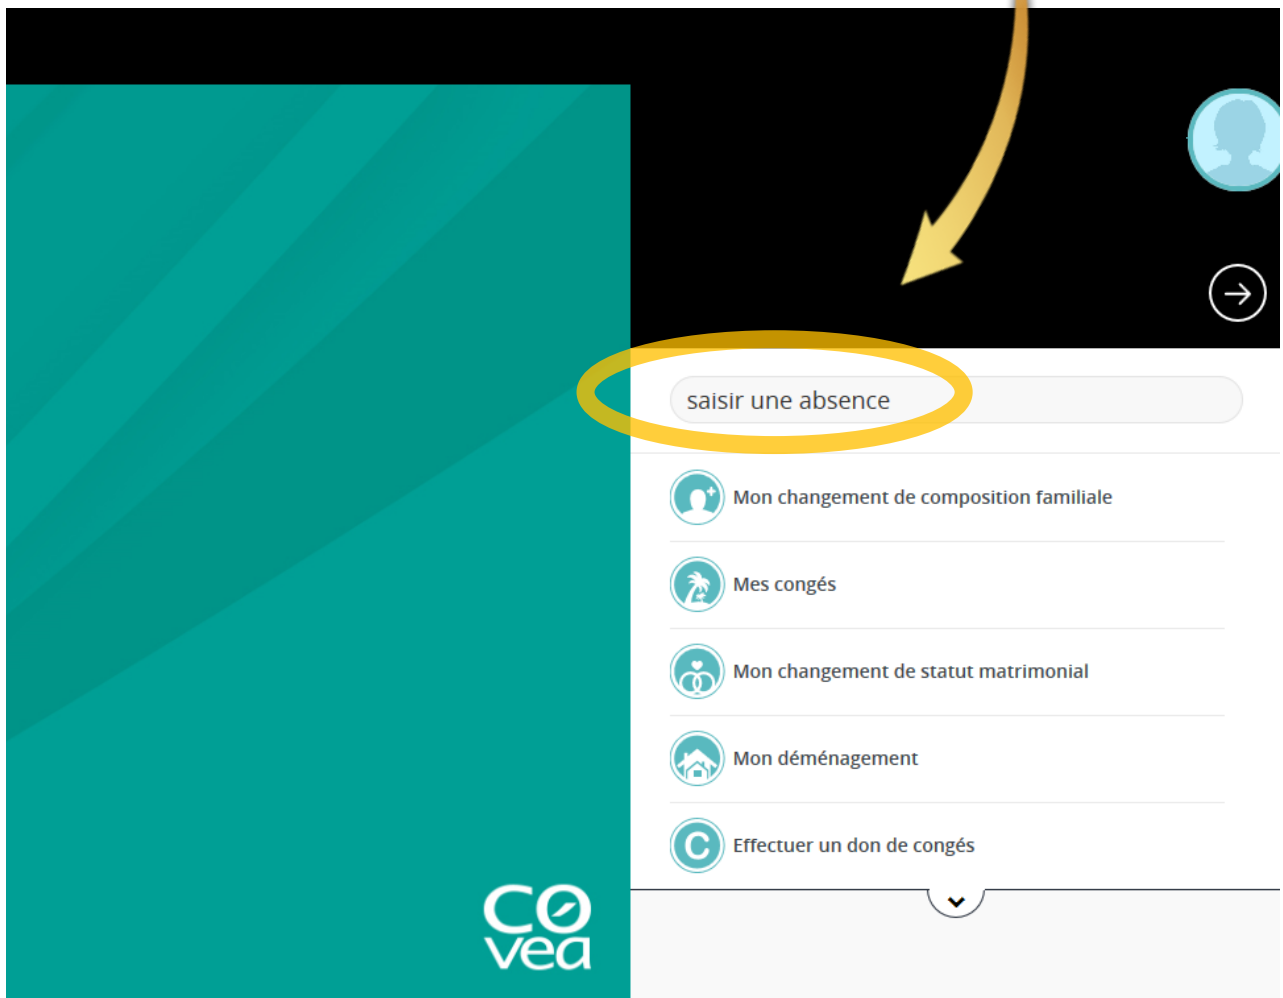 saisir une absence
Mon changement de composition familiale
Mes congés
Mon changement de statut matrimonial
Mon déménagement
C Effectuer un don de congés
co
vea